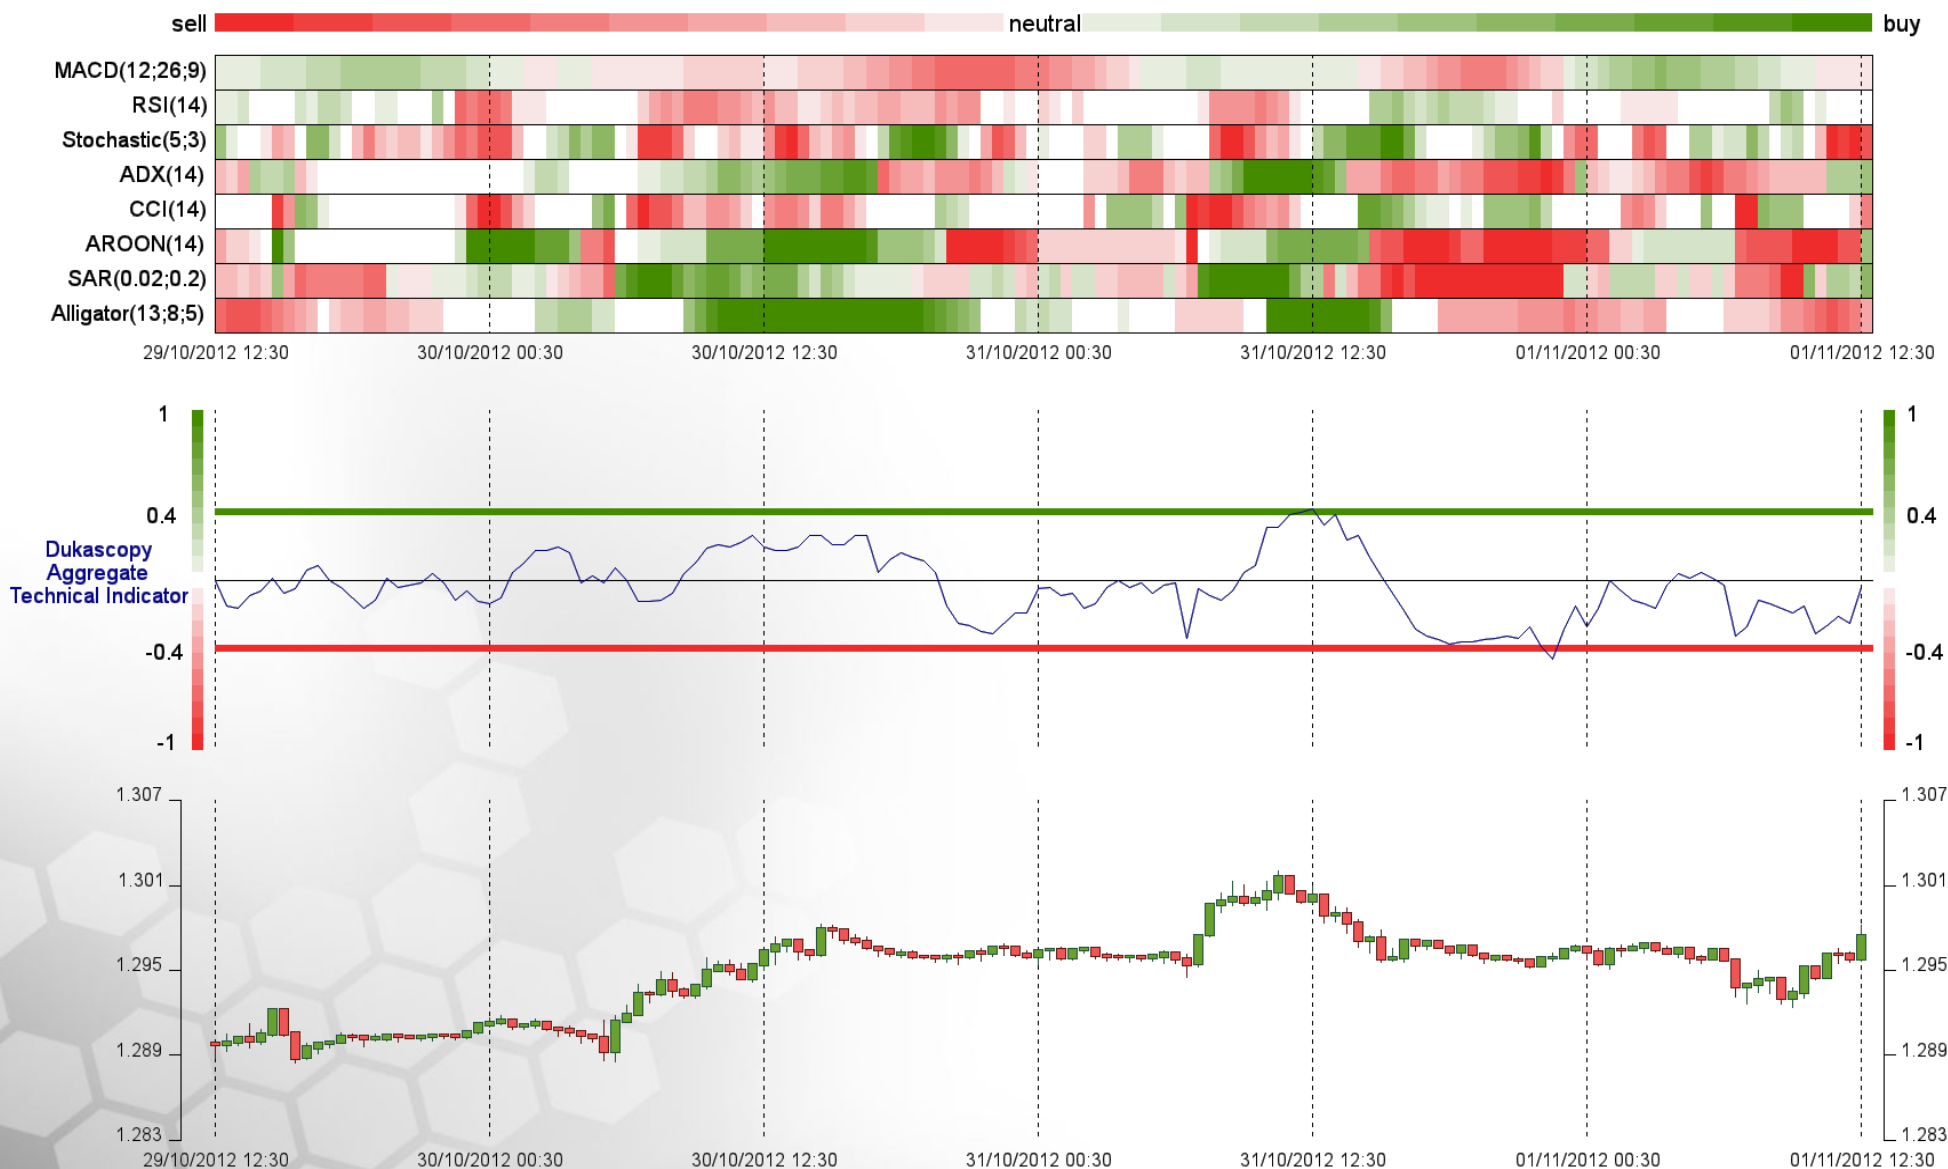 sell neutral buy
MACD(12;26;9)
RSI(14)
Stochastic(5;3)
ADX(14)
CCI(14)
AROON(14)
SAR(0.02;0.2)
Alligator(13;8;5)
29/10/2012 12:30 30/10/2012 00:30 30/10/2012 12:30 31/10/2012 00:30 31/10/2012 12:30 01/11/2012 00:30 01/11/2012 12:30
1 1
0.4 0.4
Dukascopy
Aggregate
Technical Indicator
-0.4 -0.4
-1 -1
1.307 1.307
1.301 1.301
1.295 1.295
1.289 1.289
1.283 1.283
29/10/2012 12:30 30/10/2012 00:30 30/10/2012 12:30 31/10/2012 00:30 31/10/2012 12:30 01/11/2012 00:30 01/11/2012 12:30